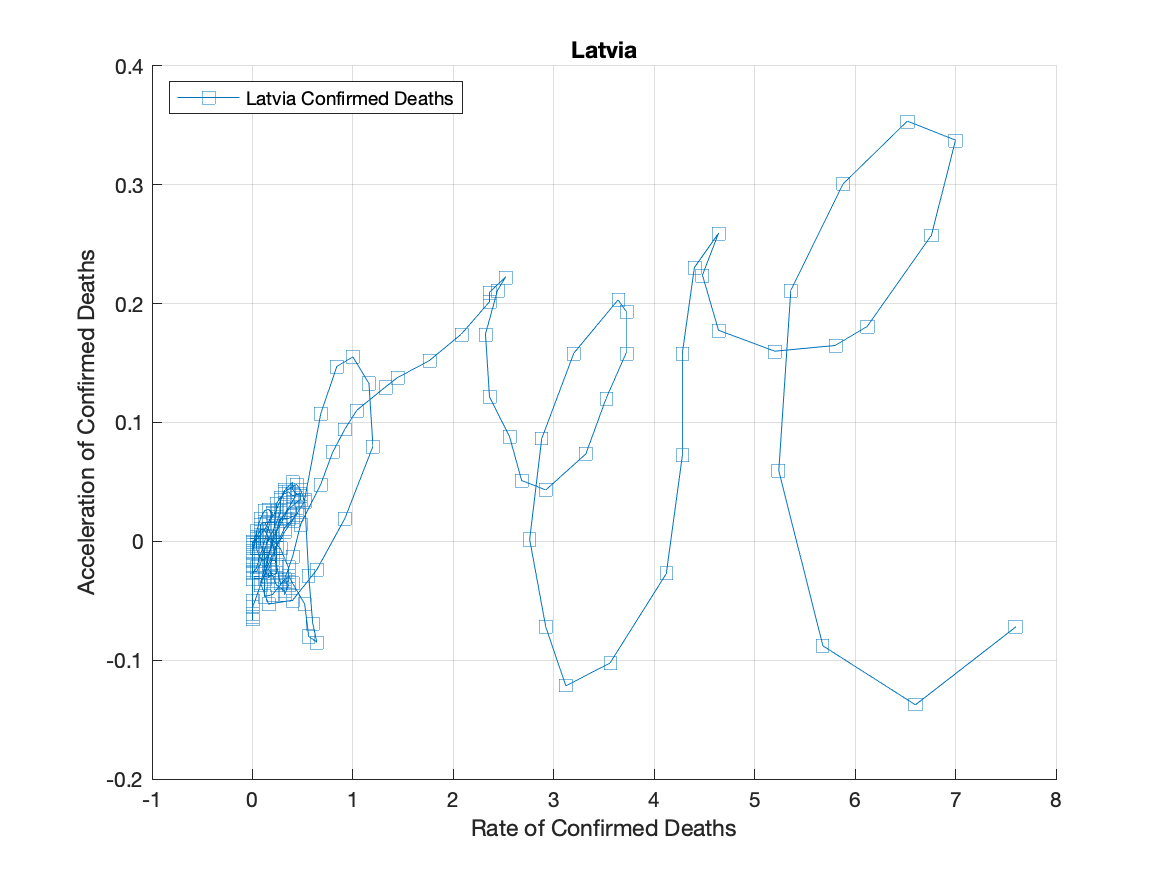 Latvia
Latvia Confirmed Deaths
Acceleration of Confirmed Deaths
0.4
0.3
0.2
0.1
0
-0.1
-0.2
-1 0 1 2 3 4 5 6 7 8
Rate of Confirmed Deaths